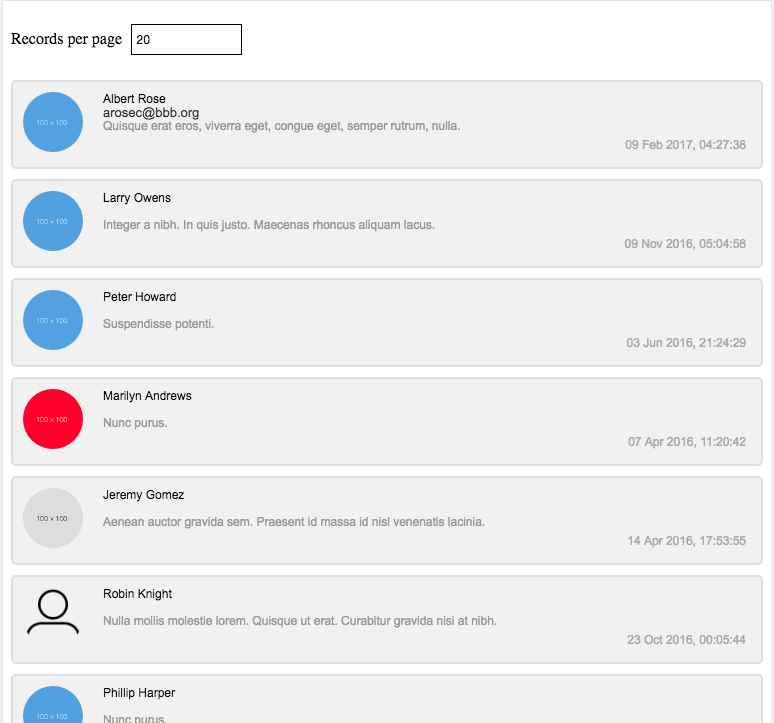 Records per page 20
100 × 100
Albert Rose
arosec@bbb.org
Quisque erat eros, viverra eget, congue eget, semper rutrum, nulla.
09 Feb 2017, 04:27:38
100 × 100
Larry Owens
Integer a nibh. In quis justo. Maecenas rhoncus aliquam lacus.
09 Nov 2016, 05:04:58
100 × 100
Peter Howard
Suspendisse potenti.
03 Jun 2016, 21:24:29
100 × 100
Marilyn Andrews
Nunc purus.
07 Apr 2016, 11:20:42
100 × 100
Jeremy Gomez
Aenean auctor gravida sem. Praesent id massa id nisl venenatis lacinia.
14 Apr 2016, 17:53:55
Robin Knight
Nulla mollis molestie lorem. Quisque ut erat. Curabitur gravida nisi at nibh.
23 Oct 2016, 00:05:44
100 × 100
Phillip Harper
Nunc purus.